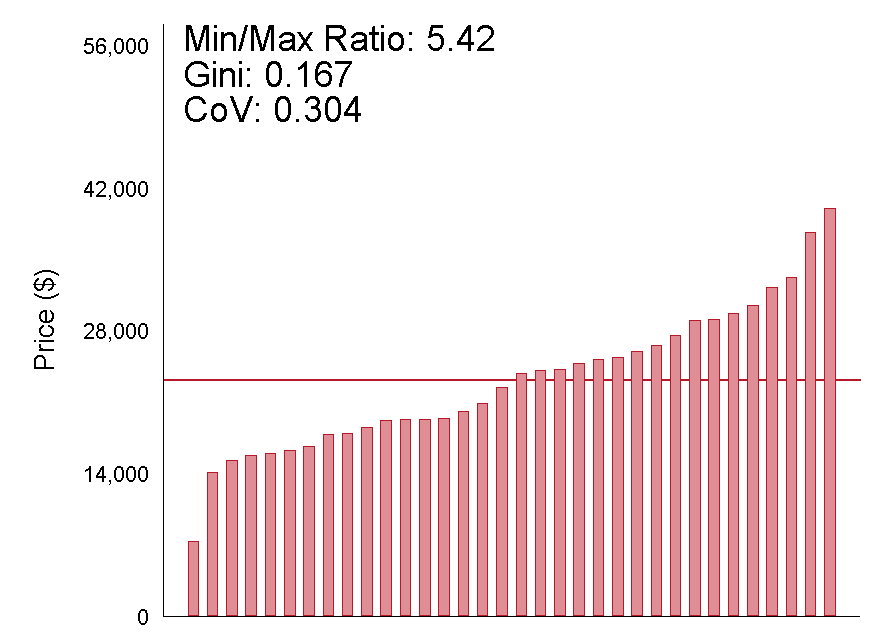 Min/Max Ratio: 5.42
Gini: 0.167
CoV: 0.304
56,000
42,000
28,000
14,000
0
Price ($)